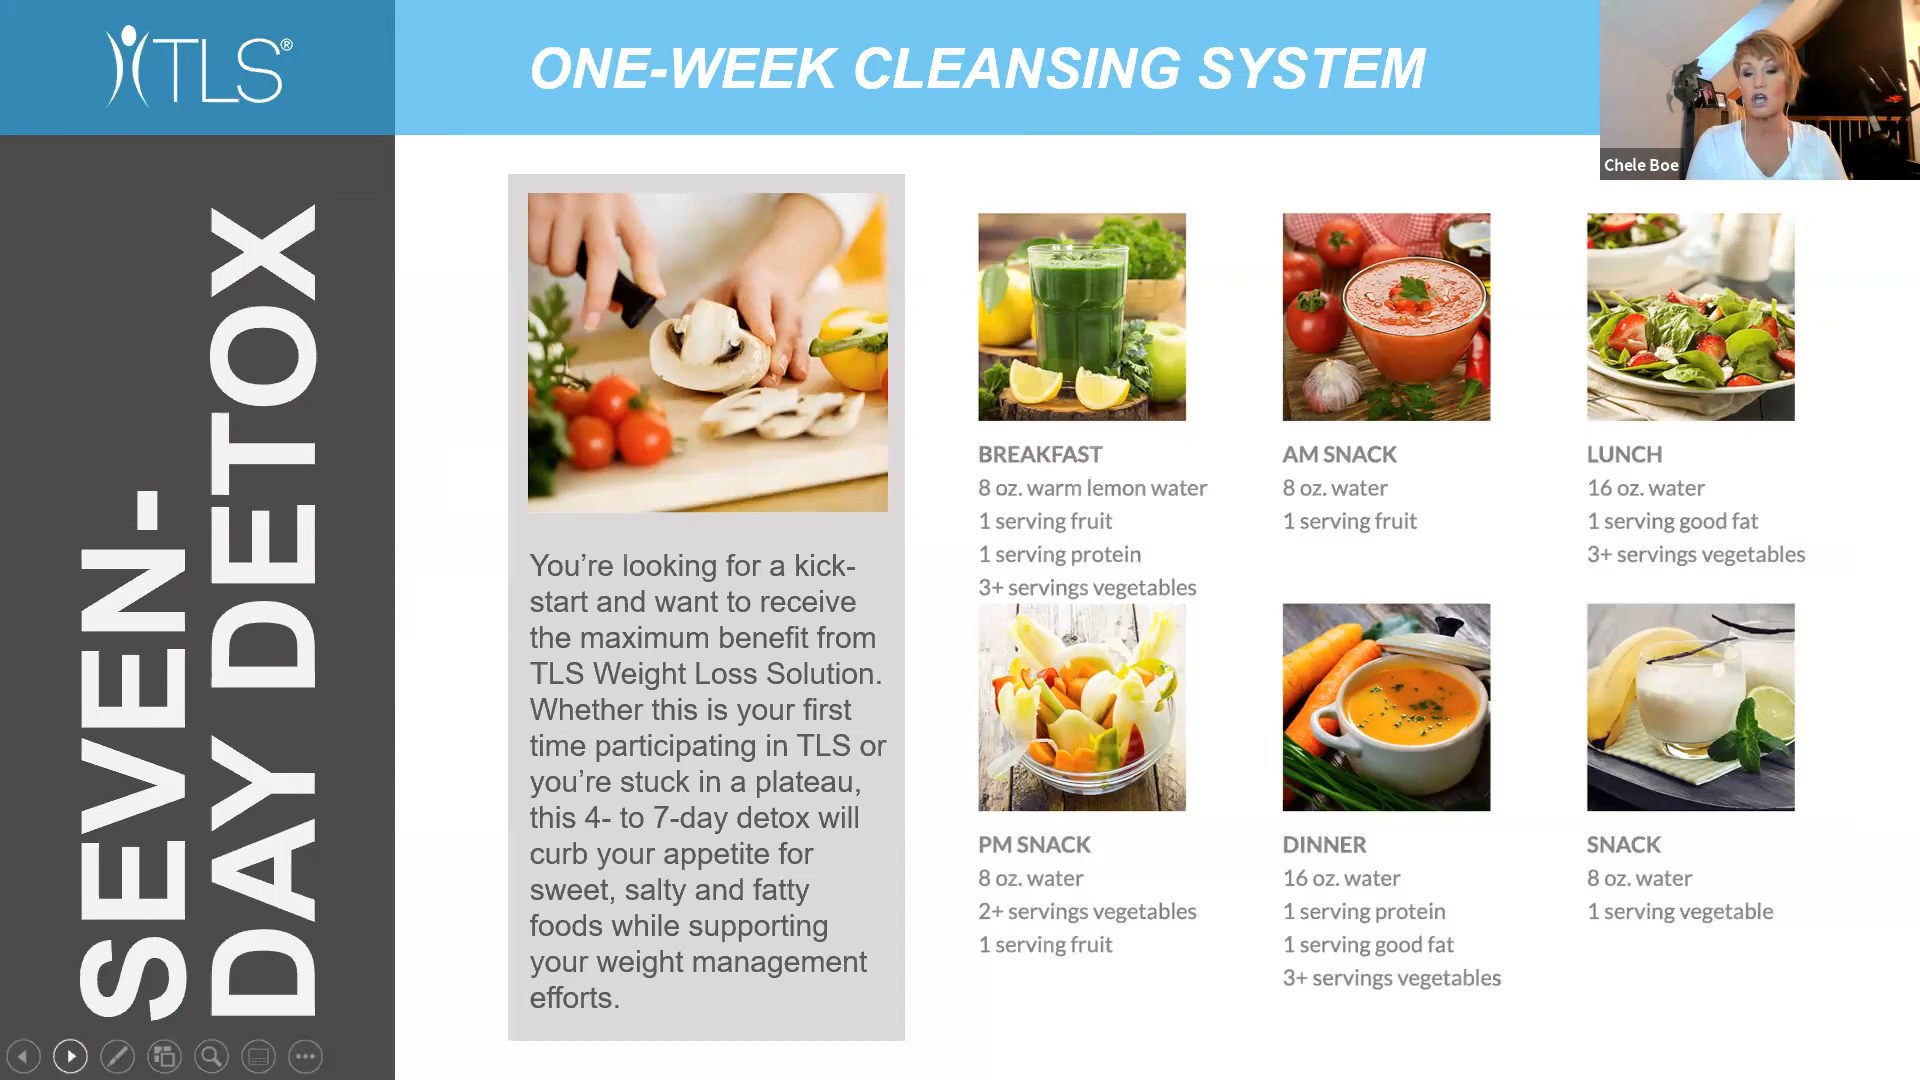 TLS®
ONE-WEEK CLEANSING SYSTEM
Chele Boe
SEVEN-
DAY DETOX
You're looking for a kick-
start and want to receive
the maximum benefit from
TLS Weight Loss Solution.
Whether this is your first
time participating in TLS or
you're stuck in a plateau,
this 4- to 7-day detox will
curb your appetite for
sweet, salty and fatty
foods while supporting
your weight management
efforts.
BREAKFAST
8 oz. warm lemon water
1 serving fruit
1 serving protein
3+ servings vegetables
AM SNACK
8 oz. water
1 serving fruit
LUNCH
16 oz. water
1 serving good fat
3+ servings vegetables
PM SNACK
8 oz. water
2+ servings vegetables
1 serving fruit
DINNER
16 oz. water
1 serving protein
1 serving good fat
3+ servings vegetables
SNACK
8 oz. water
1 serving vegetable